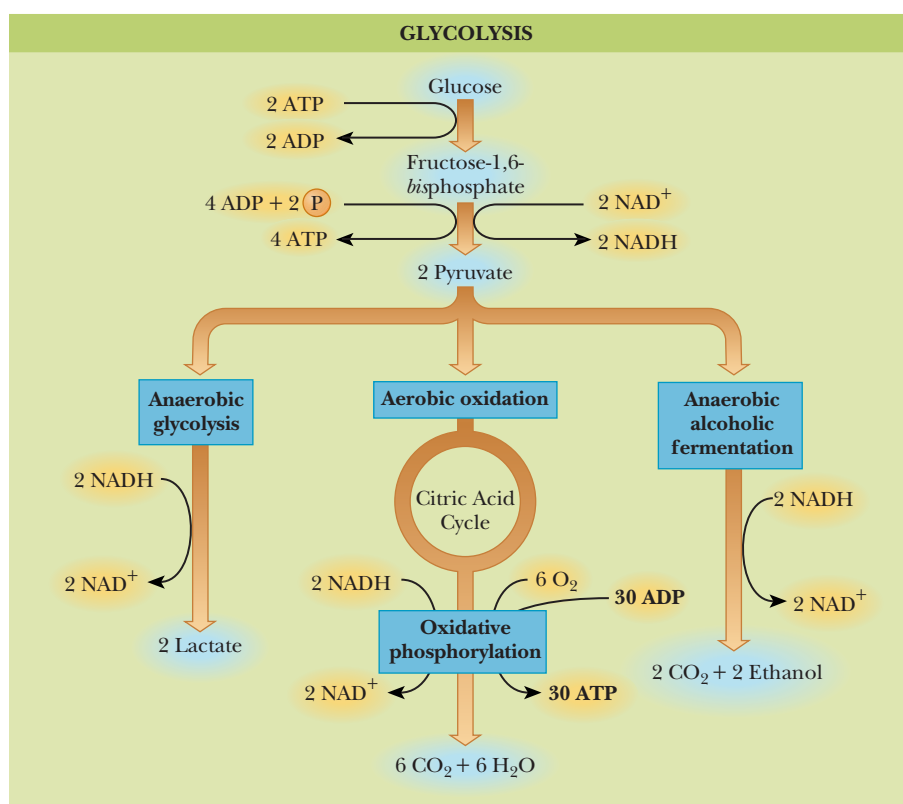 GLYCOLYSIS
Glucose
2 ATP
2 ADP
Fructose-1,6-
bisphosphate
4 ADP + 2 P
4 ATP
2 NAD⁺
2 NADH
2 Pyruvate
Anaerobic
glycolysis
Aerobic oxidation
Anaerobic
alcoholic
fermentation
2 NADH
2 NAD⁺
2 Lactate
Citric Acid
Cycle
2 NADH
6 O₂
30 ADP
Oxidative
phosphorylation
2 NAD⁺
30 ATP
6 CO₂ + 6 H₂O
2 NADH
2 NAD⁺
2 CO₂ + 2 Ethanol